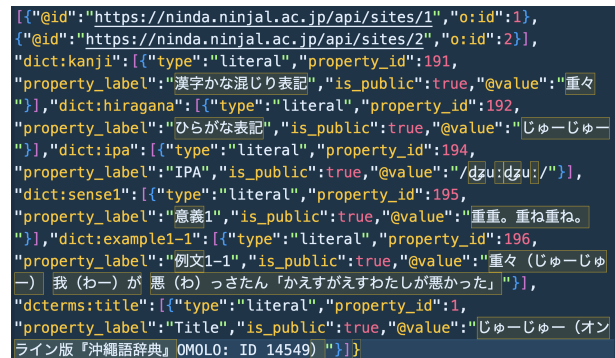 [{"@id":"https://ninda.ninjal.ac.jp/api/sites/1","o:id":1},
{"@id":"https://ninda.ninjal.ac.jp/api/sites/2","o:id":2}],
"dict:kanji":[{"type":"literal","property_id":191,
"property_label":"漢字かな混じり表記","is_public":true,"@value":"重々
"}],"dict:hiragana":[{"type":"literal","property_id":192,
"property_label":"ひらがな表記","is_public":true,"@value":"じゅーじゅー
"}],"dict:ipa":[{"type":"literal","property_id":194,
"property_label":"IPA","is_public":true,"@value":"/d͡ʑuːd͡ʑuː/"}],
"dict:sense1":[{"type":"literal","property_id":195,
"property_label":"意義1","is_public":true,"@value":"重重。重ね重ね。
"}],"dict:example1-1":[{"type":"literal","property_id":196,
"property_label":"例文1-1","is_public":true,"@value":"重々（じゅーじゅ
ー） 我（わー）が 悪（わ）っさたん「かえすがえすわたしが悪かった」"}],
"dcterms:title":[{"type":"literal","property_id":1,
"property_label":"Title","is_public":true,"@value":"じゅーじゅー（オン
ライン版『沖縄語辞典』OMOLO: ID 14549）"}]}